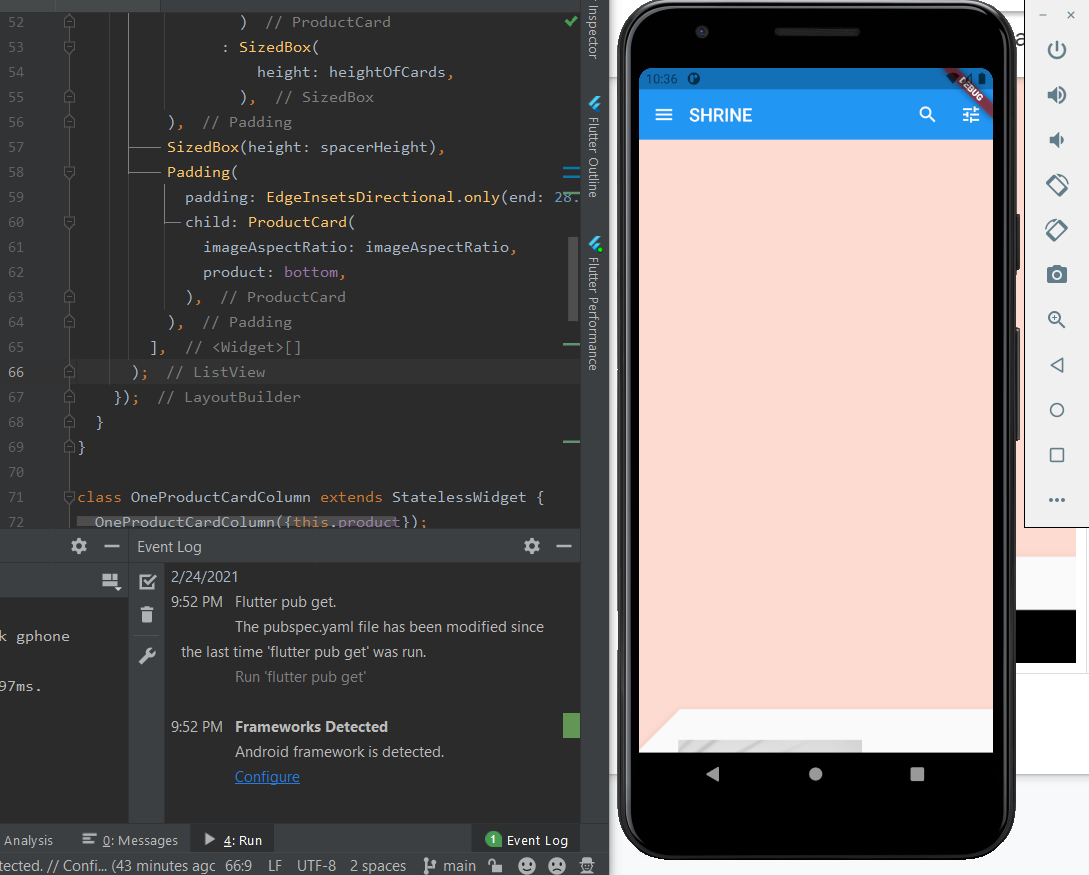 52 )  // ProductCard
53 : SizedBox(
54 height: heightOfCards,
55 ),  // SizedBox
56 ),  // Padding
57 SizedBox(height: spacerHeight),
58 Padding(
59 padding: EdgeInsetsDirectional.only(end: 28.
60 child: ProductCard(
61 imageAspectRatio: imageAspectRatio,
62 product: bottom,
63 ),  // ProductCard
64 ),  // Padding
65 ],  // <Widget>[]
66 );  // ListView
67 });  // LayoutBuilder
68 }
69 }
70
71 class OneProductCardColumn extends StatelessWidget {
72 OneProductCardColumn({this.product});
r Inspector
Flutter Outline
Flutter Performance
Event Log
2/24/2021
9:52 PM Flutter pub get.
The pubspec.yaml file has been modified since
the last time 'flutter pub get' was run.
Run 'flutter pub get'
9:52 PM Frameworks Detected
Android framework is detected.
Configure
k gphone
97ms.
Analysis 0: Messages 4: Run 1 Event Log
tected. // Confi... (43 minutes agc 66:9 LF UTF-8 2 spaces main
10:36
DEBUG
SHRINE